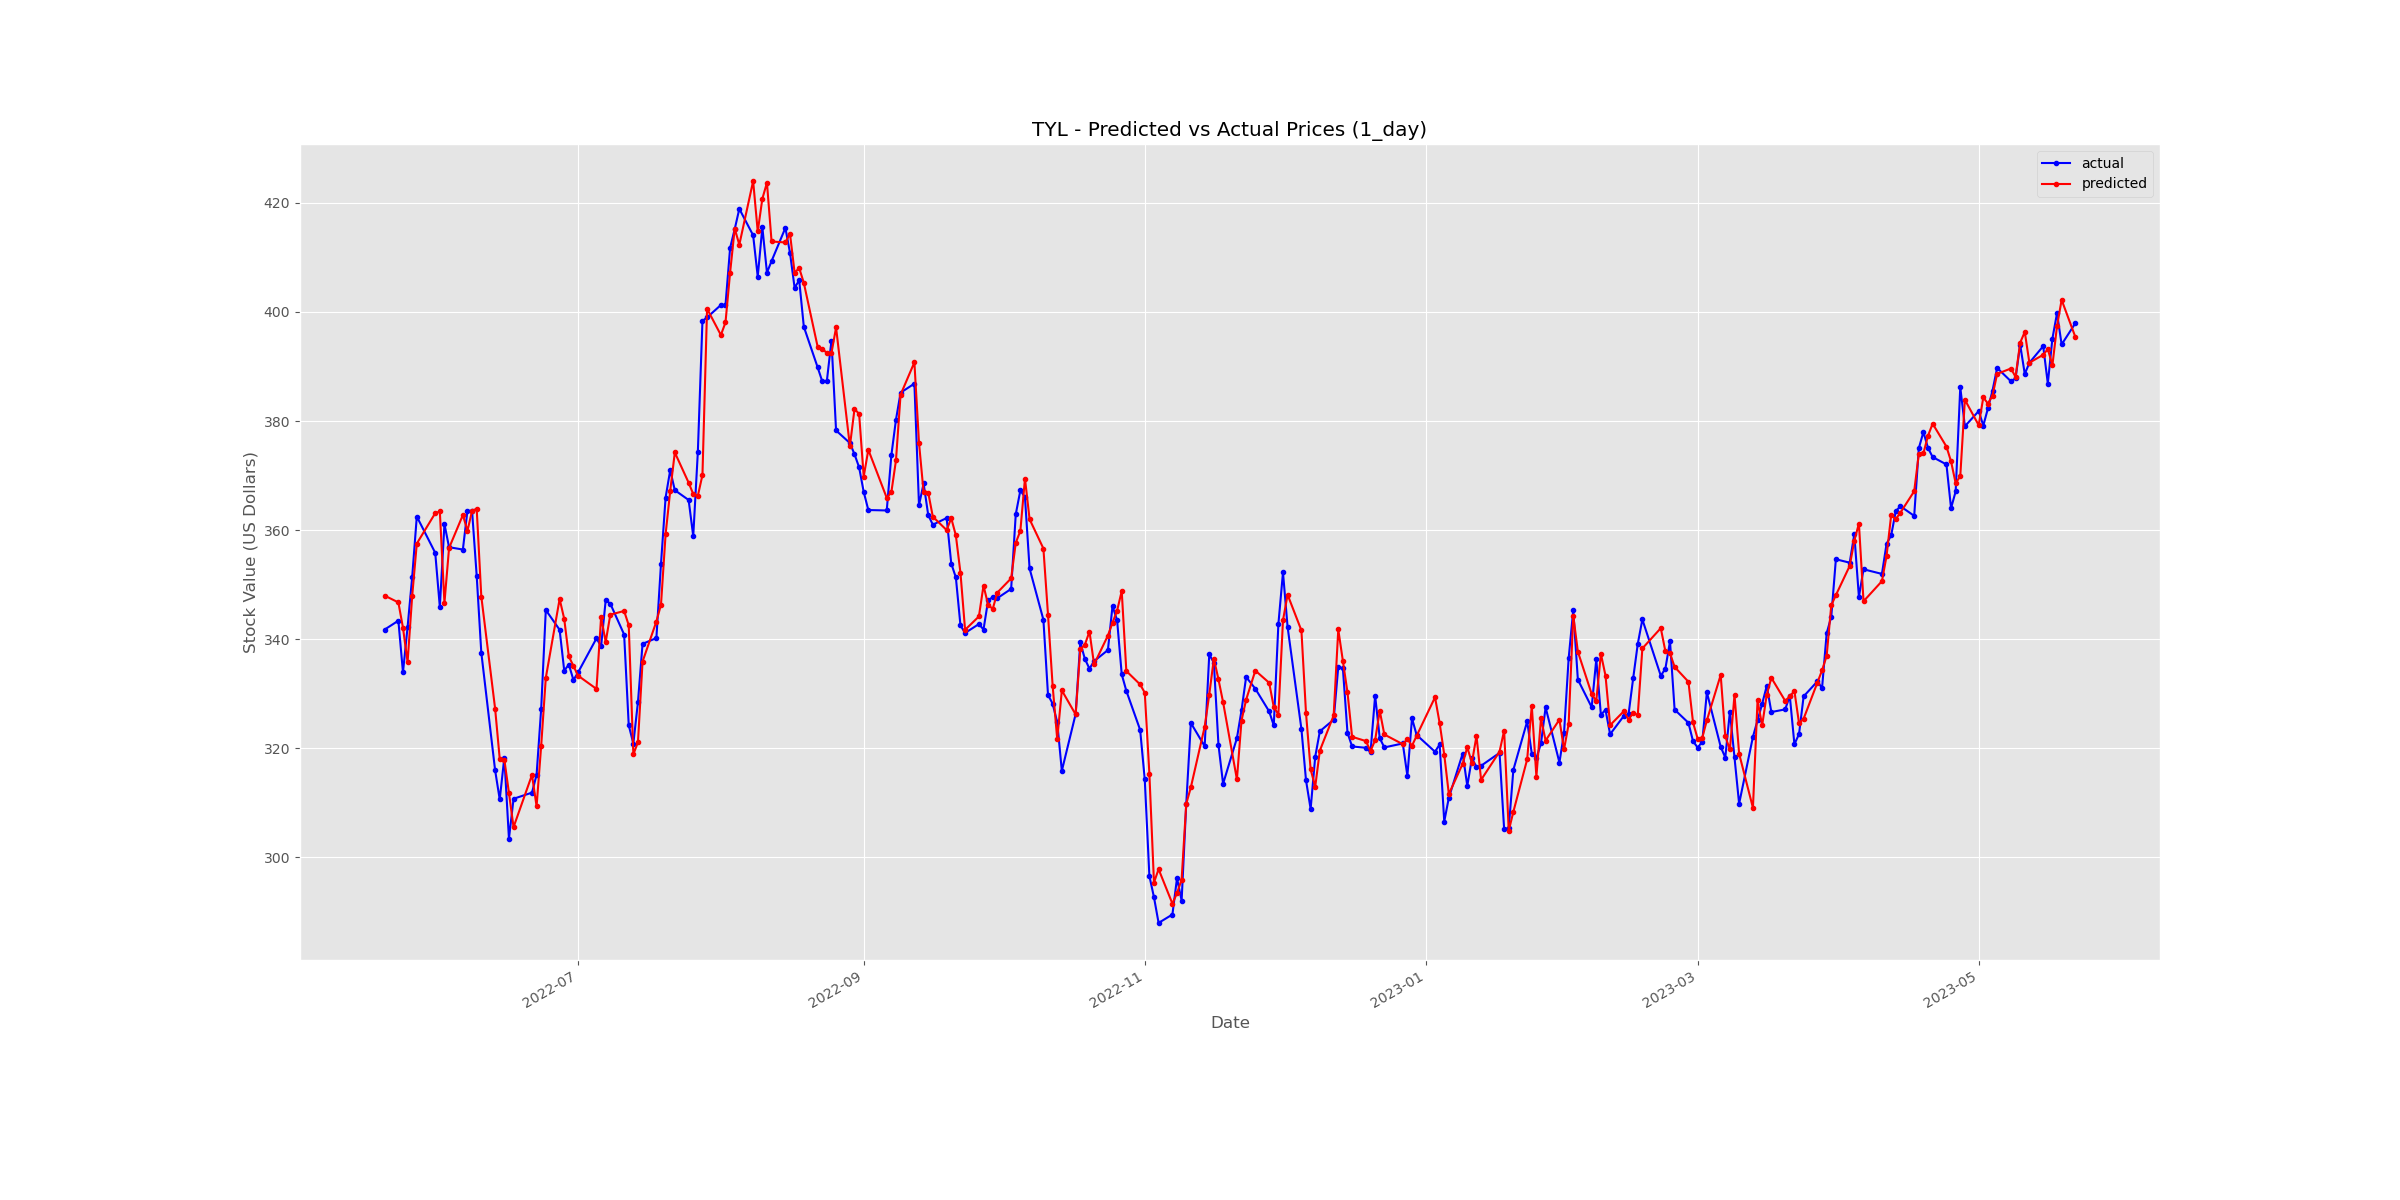 TYL - Predicted vs Actual Prices (1_day)
actual
predicted
420
400
380
360
340
320
300
Stock Value (US Dollars)
2022-07
2022-09
2022-11
2023-01
2023-03
2023-05
Date